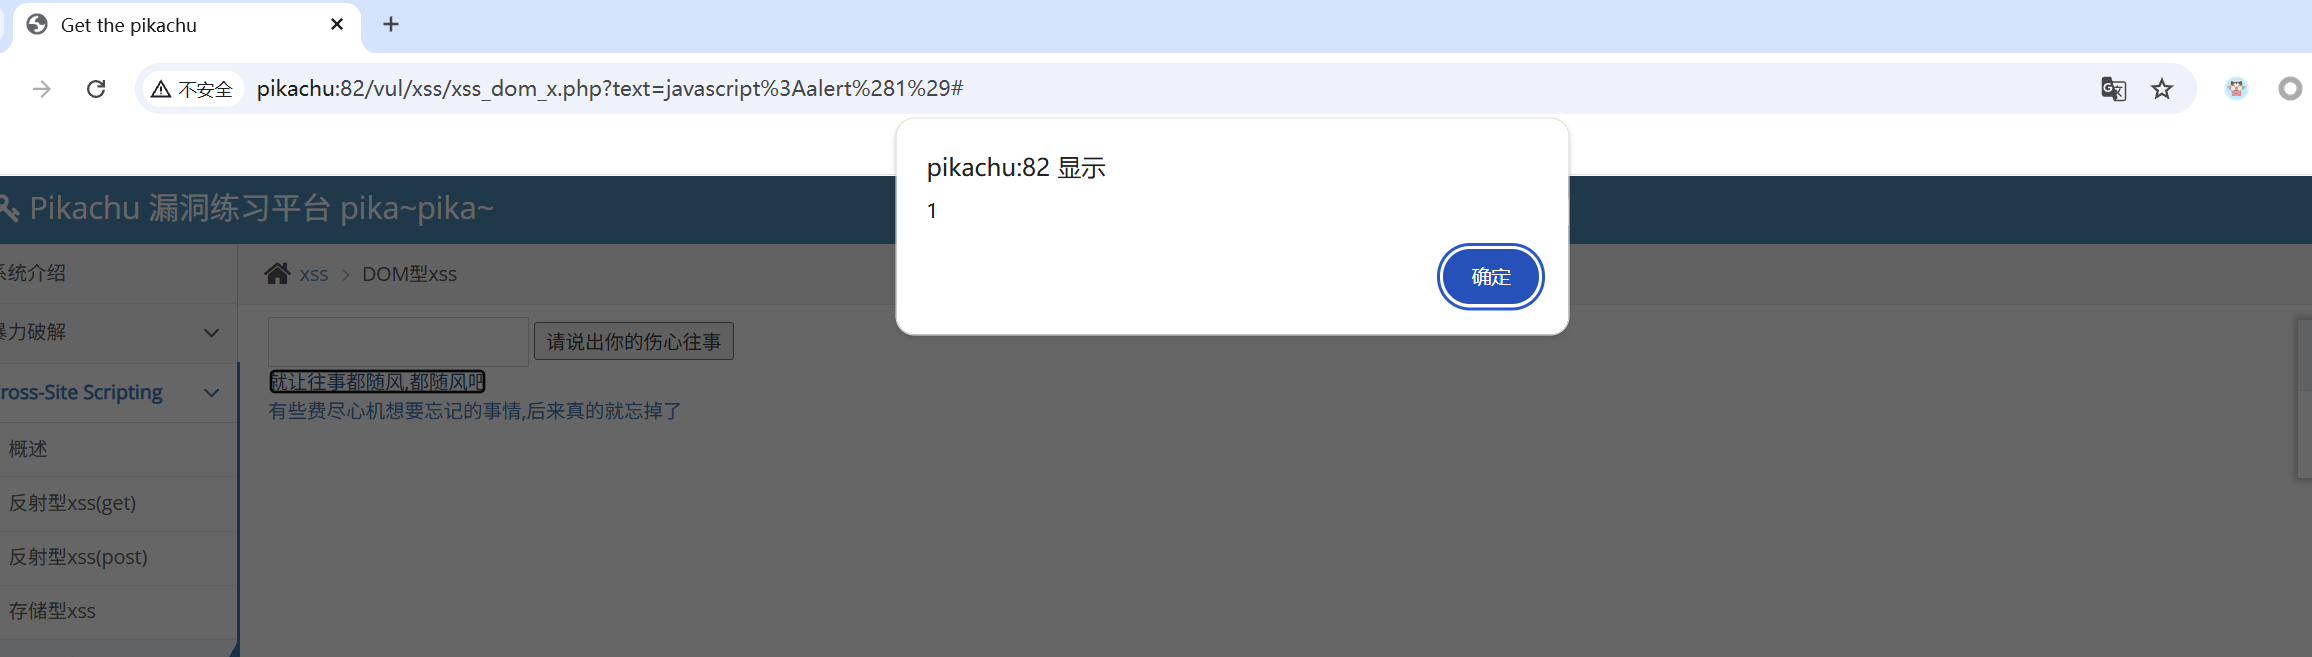 Get the pikachu
不安全 pikachu:82/vul/xss/xss_dom_x.php?text=javascript%3Aalert%281%29#
pikachu:82 显示
1
确定
Pikachu 漏洞练习平台 pika~pika~
系统介绍
xss > DOM型xss
暴力破解
请说出你的伤心往事
ross-Site Scripting
就让往事都随风,都随风吧
有些费尽心机想要忘记的事情,后来真的就忘掉了
概述
反射型xss(get)
反射型xss(post)
存储型xss